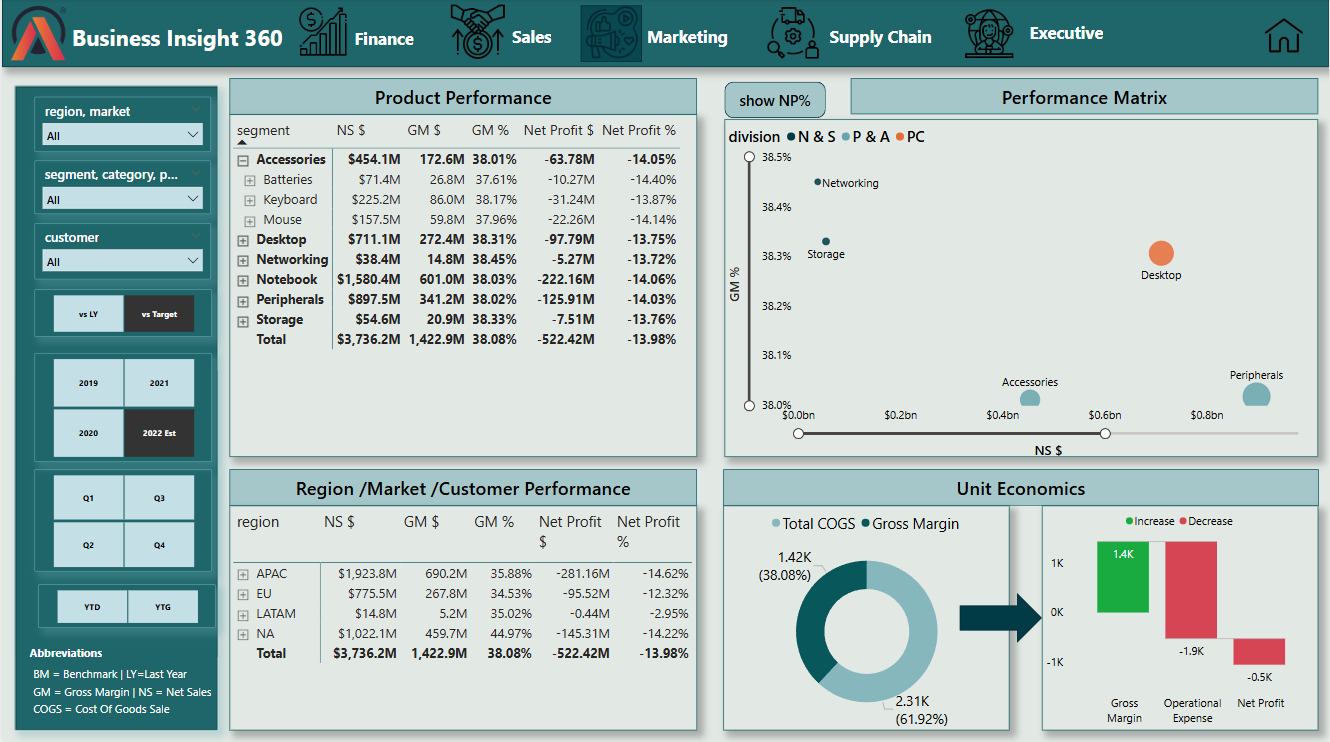 Business Insight 360
Finance
Sales
Marketing
Supply Chain
Executive
region, market
All
segment, category, p...
All
customer
All
vs LY
vs Target
2019
2021
2020
2022 Est
Q1
Q3
Q2
Q4
YTD
YTG
Abbreviations
BM = Benchmark | LY=Last Year
GM = Gross Margin | NS = Net Sales
COGS = Cost Of Goods Sale
Product Performance
segment NS $ GM $ GM % Net Profit $ Net Profit %
Accessories $454.1M 172.6M 38.01% -63.78M -14.05%
Batteries $71.4M 26.8M 37.61% -10.27M -14.40%
Keyboard $225.2M 86.0M 38.17% -31.24M -13.87%
Mouse $157.5M 59.8M 37.96% -22.26M -14.14%
Desktop $711.1M 272.4M 38.31% -97.79M -13.75%
Networking $38.4M 14.8M 38.45% -5.27M -13.72%
Notebook $1,580.4M 601.0M 38.03% -222.16M -14.06%
Peripherals $897.5M 341.2M 38.02% -125.91M -14.03%
Storage $54.6M 20.9M 38.33% -7.51M -13.76%
Total $3,736.2M 1,422.9M 38.08% -522.42M -13.98%
show NP%
Performance Matrix
division N & S P & A PC
38.5%
38.4%
38.3%
38.2%
38.1%
38.0%
GM %
Networking
Storage
Desktop
Accessories
Peripherals
$0.0bn $0.2bn $0.4bn $0.6bn $0.8bn
NS $
Region /Market /Customer Performance
region NS $ GM $ GM % Net Profit $ Net Profit %
APAC $1,923.8M 690.2M 35.88% -281.16M -14.62%
EU $775.5M 267.8M 34.53% -95.52M -12.32%
LATAM $14.8M 5.2M 35.02% -0.44M -2.95%
NA $1,022.1M 459.7M 44.97% -145.31M -14.22%
Total $3,736.2M 1,422.9M 38.08% -522.42M -13.98%
Unit Economics
Total COGS Gross Margin
1.42K
(38.08%)
2.31K
(61.92%)
Increase Decrease
1K
0K
-1K
1.4K
-1.9K
-0.5K
Gross Margin
Operational Expense
Net Profit